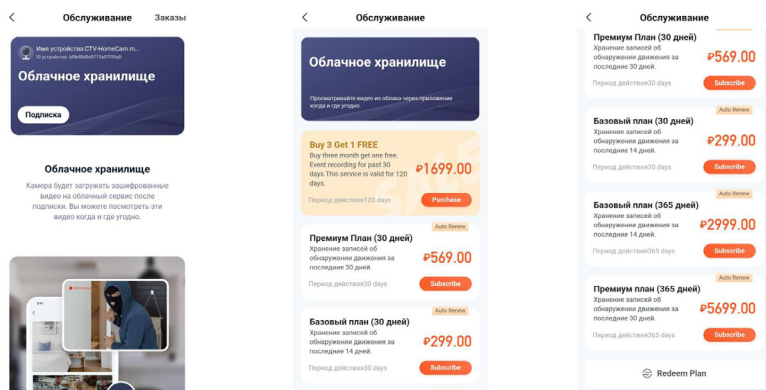 Обслуживание
Заказы
Имя устройства:CTV-HomeCam m...
Облачное хранилище
Подписка
Облачное хранилище
Камера будет загружать зашифрованные
видео на облачный сервис после
подписки. Вы можете посмотреть эти
видео когда и где угодно.
Обслуживание
Облачное хранилище
Просматривайте видео из облака через приложение
когда и где угодно.
Buy 3 Get 1 FREE
Buy three month get one free.
Event recording for past 30
days.This service is valid for 120
days.
₽1699.00
Период действия120 days
Purchase
Auto Renew
Премиум План (30 дней)
Хранение записей об
обнаружении движения за
последние 30 дней.
₽569.00
Период действия30 days
Subscribe
Auto Renew
Базовый план (30 дней)
Хранение записей об
обнаружении движения за
последние 14 дней.
₽299.00
Период действия30 days
Subscribe
Обслуживание
Премиум План (30 дней)
Хранение записей об
обнаружении движения за
последние 30 дней.
₽569.00
Период действия30 days
Subscribe
Auto Renew
Базовый план (30 дней)
Хранение записей об
обнаружении движения за
последние 14 дней.
₽299.00
Период действия30 days
Subscribe
Auto Renew
Базовый план (365 дней)
Хранение записей об
обнаружении движения за
последние 14 дней.
₽2999.00
Период действия365 days
Subscribe
Auto Renew
Премиум план (365 дней)
Хранение записей об
обнаружении движения за
последние 30 дней.
₽5699.00
Период действия365 days
Subscribe
Redeem Plan